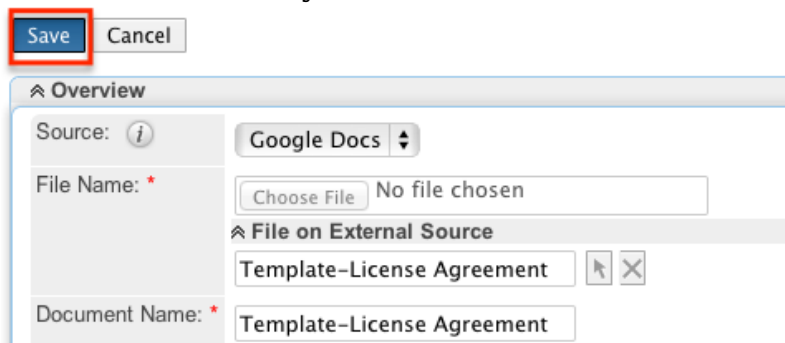 Save Cancel
Overview
Source: i Google Docs
File Name: * Choose File No file chosen
File on External Source
Template-License Agreement
Document Name: * Template-License Agreement